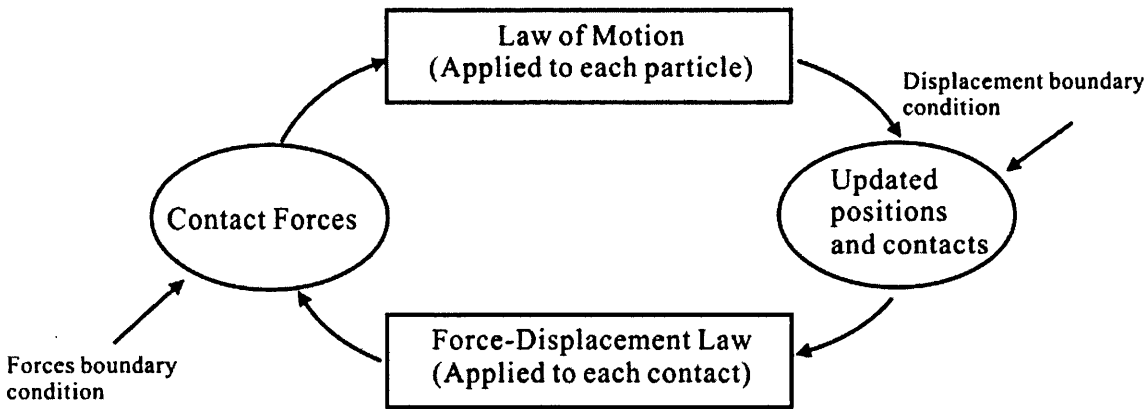 Law of Motion
(Applied to each particle)
Displacement boundary
condition
Contact Forces
Updated
positions
and contacts
Force-Displacement Law
(Applied to each contact)
Forces boundary
condition